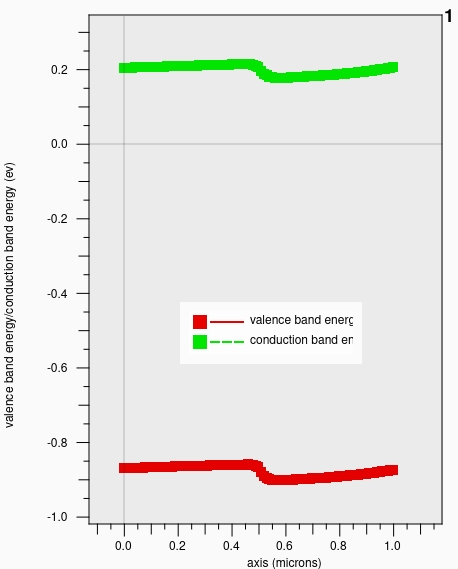 1
valence band energy/conduction band energy (ev)
0.2
0.0
-0.2
-0.4
-0.6
-0.8
-1.0
valence band energ
conduction band en
0.0 0.2 0.4 0.6 0.8 1.0
axis (microns)